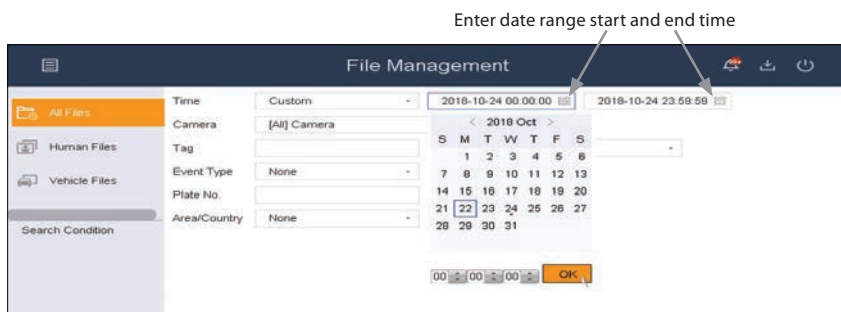 Enter date range start and end time
File Management
99+
All Files
Human Files
Vehicle Files
Search Condition
Time Custom 2018-10-24 00:00:00 2018-10-24 23:59:59
Camera [All] Camera
Tag
Event Type None
Plate No.
Area/Country None
< 2018 Oct >
S M T W T F S
1 2 3 4 5 6
7 8 9 10 11 12 13
14 15 16 17 18 19 20
21 22 23 24 25 26 27
28 29 30 31
00 00 00 OK